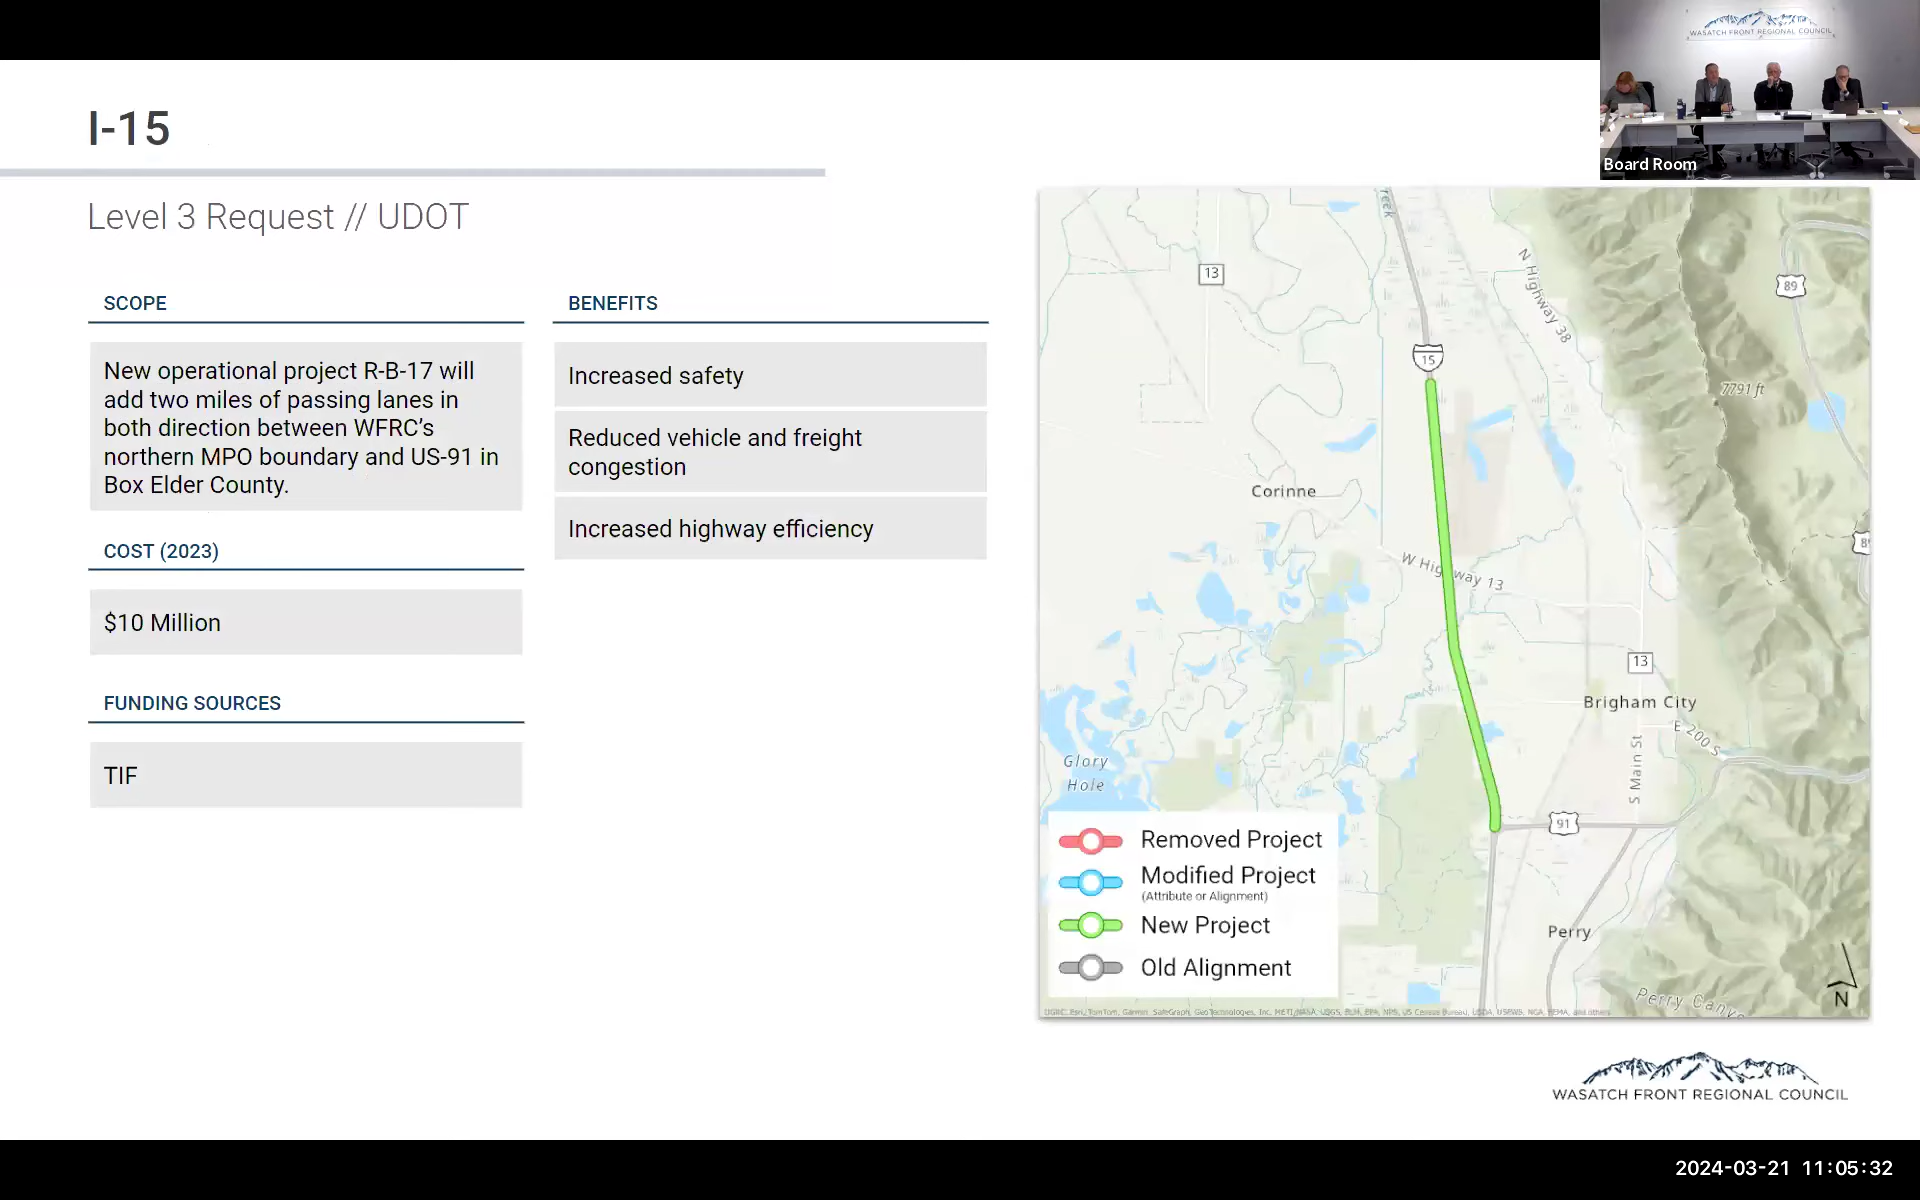 WASATCH FRONT REGIONAL COUNCIL
Board Room
I-15
Level 3 Request // UDOT
SCOPE
New operational project R-B-17 will
add two miles of passing lanes in
both direction between WFRC's
northern MPO boundary and US-91 in
Box Elder County.
COST (2023)
$10 Million
FUNDING SOURCES
TIF
BENEFITS
Increased safety
Reduced vehicle and freight
congestion
Increased highway efficiency
13
N Highway 38
89
15
7791 ft
Corinne
W Highway 13
13
Brigham City
E 200 S
S Main St
Glory
Hole
91
Perry
Perry
N
Removed Project
Modified Project
(Attribute or Alignment)
New Project
Old Alignment
WASATCH FRONT REGIONAL COUNCIL
2024-03-21 11:05:32